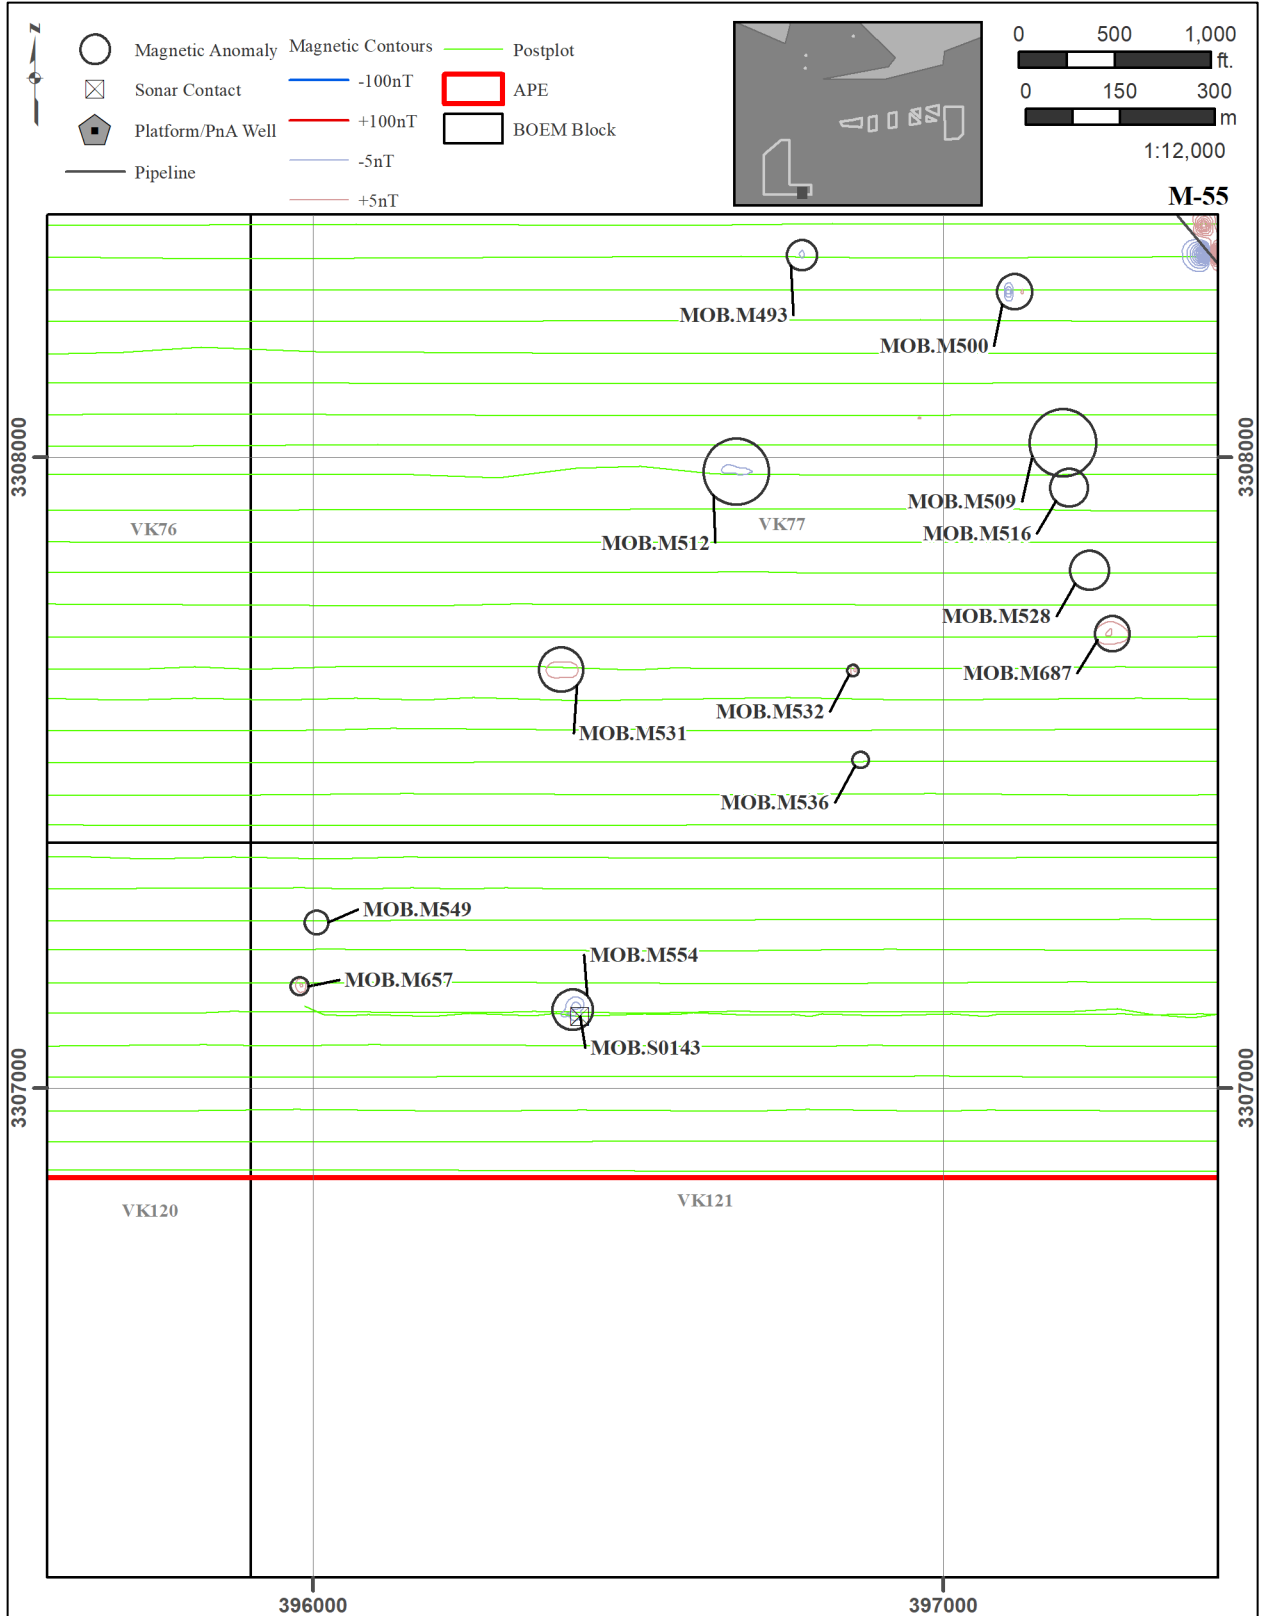 Z
Magnetic Anomaly
Sonar Contact
Platform/PnA Well
Pipeline
Magnetic Contours
-100nT
+100nT
-5nT
+5nT
Postplot
APE
BOEM Block
0 500 1,000
ft.
0 150 300
m
1:12,000
M-55
MOB.M493
MOB.M500
3308000
3308000
MOB.M509
VK76
VK77
MOB.M516
MOB.M512
MOB.M528
MOB.M687
MOB.M532
MOB.M531
MOB.M536
MOB.M549
MOB.M554
MOB.M657
MOB.S0143
3307000
3307000
VK120
VK121
396000
397000